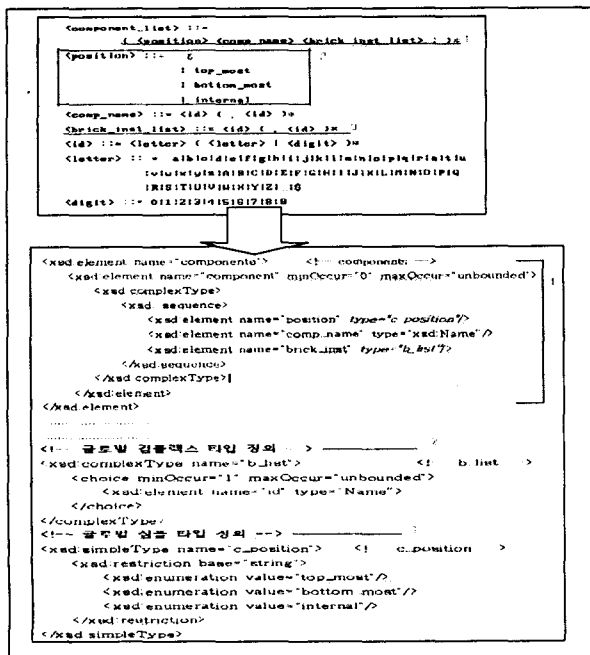 <component_list> ::=
{ <position> <comp_name> <brick_inst_list> ; }*
<position> ::= ε
| top_most
| bottom_most
| internal
<comp_name> ::= <id> ( , <id> )*
<brick_inst_list> ::= <id> ( , <id> )*
<id> ::= <letter> ( <letter> | <digit> )*
<letter> ::=
<digit> ::= 0|1|2|3|4|5|6|7|8|9
<xsd:element name="components"> <!-- components -->
<xsd:element name="component" minOccur="0" maxOccur="unbounded">
<xsd:complexType>
<xsd:sequence>
<xsd:element name="position" type="c_position"/>
<xsd:element name="comp_name" type="xsd:Name"/>
<xsd:element name="brick_inst" type="b_list"/>
</xsd:sequence>
</xsd:complexType>
</xsd:element>
</xsd:element>
<!-- 글로벌 컴플랙스 타입 정의 -->
<xsd:complexType name="b_list"> <! b_list >
<choice minOccur="1" maxOccur="unbounded">
<xsd:element name="id" type="Name">
</choice>
</complexType>
<!-- 글로벌 심플 타입 정의 -->
<xsd:simpleType name="c_position"> <! c_position >
<xsd:restriction base="string">
<xsd:enumeration value="top_most"/>
<xsd:enumeration value="bottom_most"/>
<xsd:enumeration value="internal"/>
</xsd:restriction>
</xsd:simpleType>